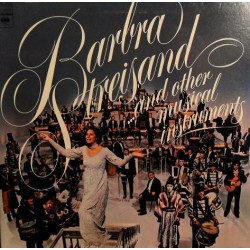 Barbra
Streisand
...and other
musical
instruments